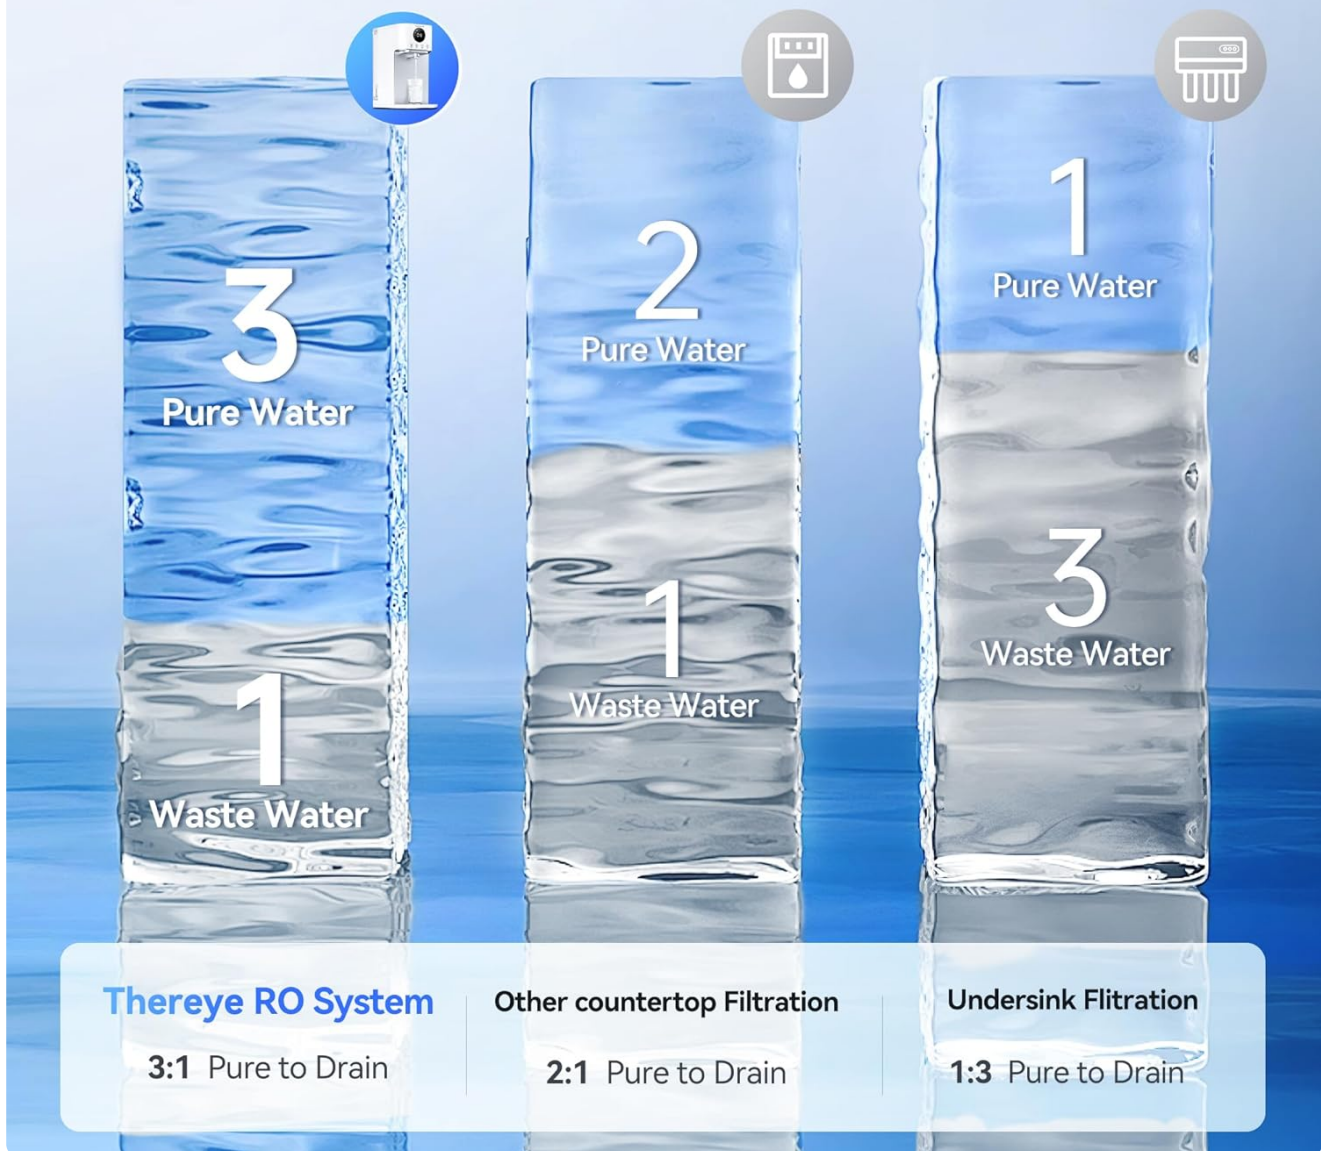 3
Pure Water
1
Waste Water
2
Pure Water
1
Waste Water
1
Pure Water
3
Waste Water
Thereye RO System
3:1 Pure to Drain
Other countertop Filtration
2:1 Pure to Drain
Undersink Flitration
1:3 Pure to Drain